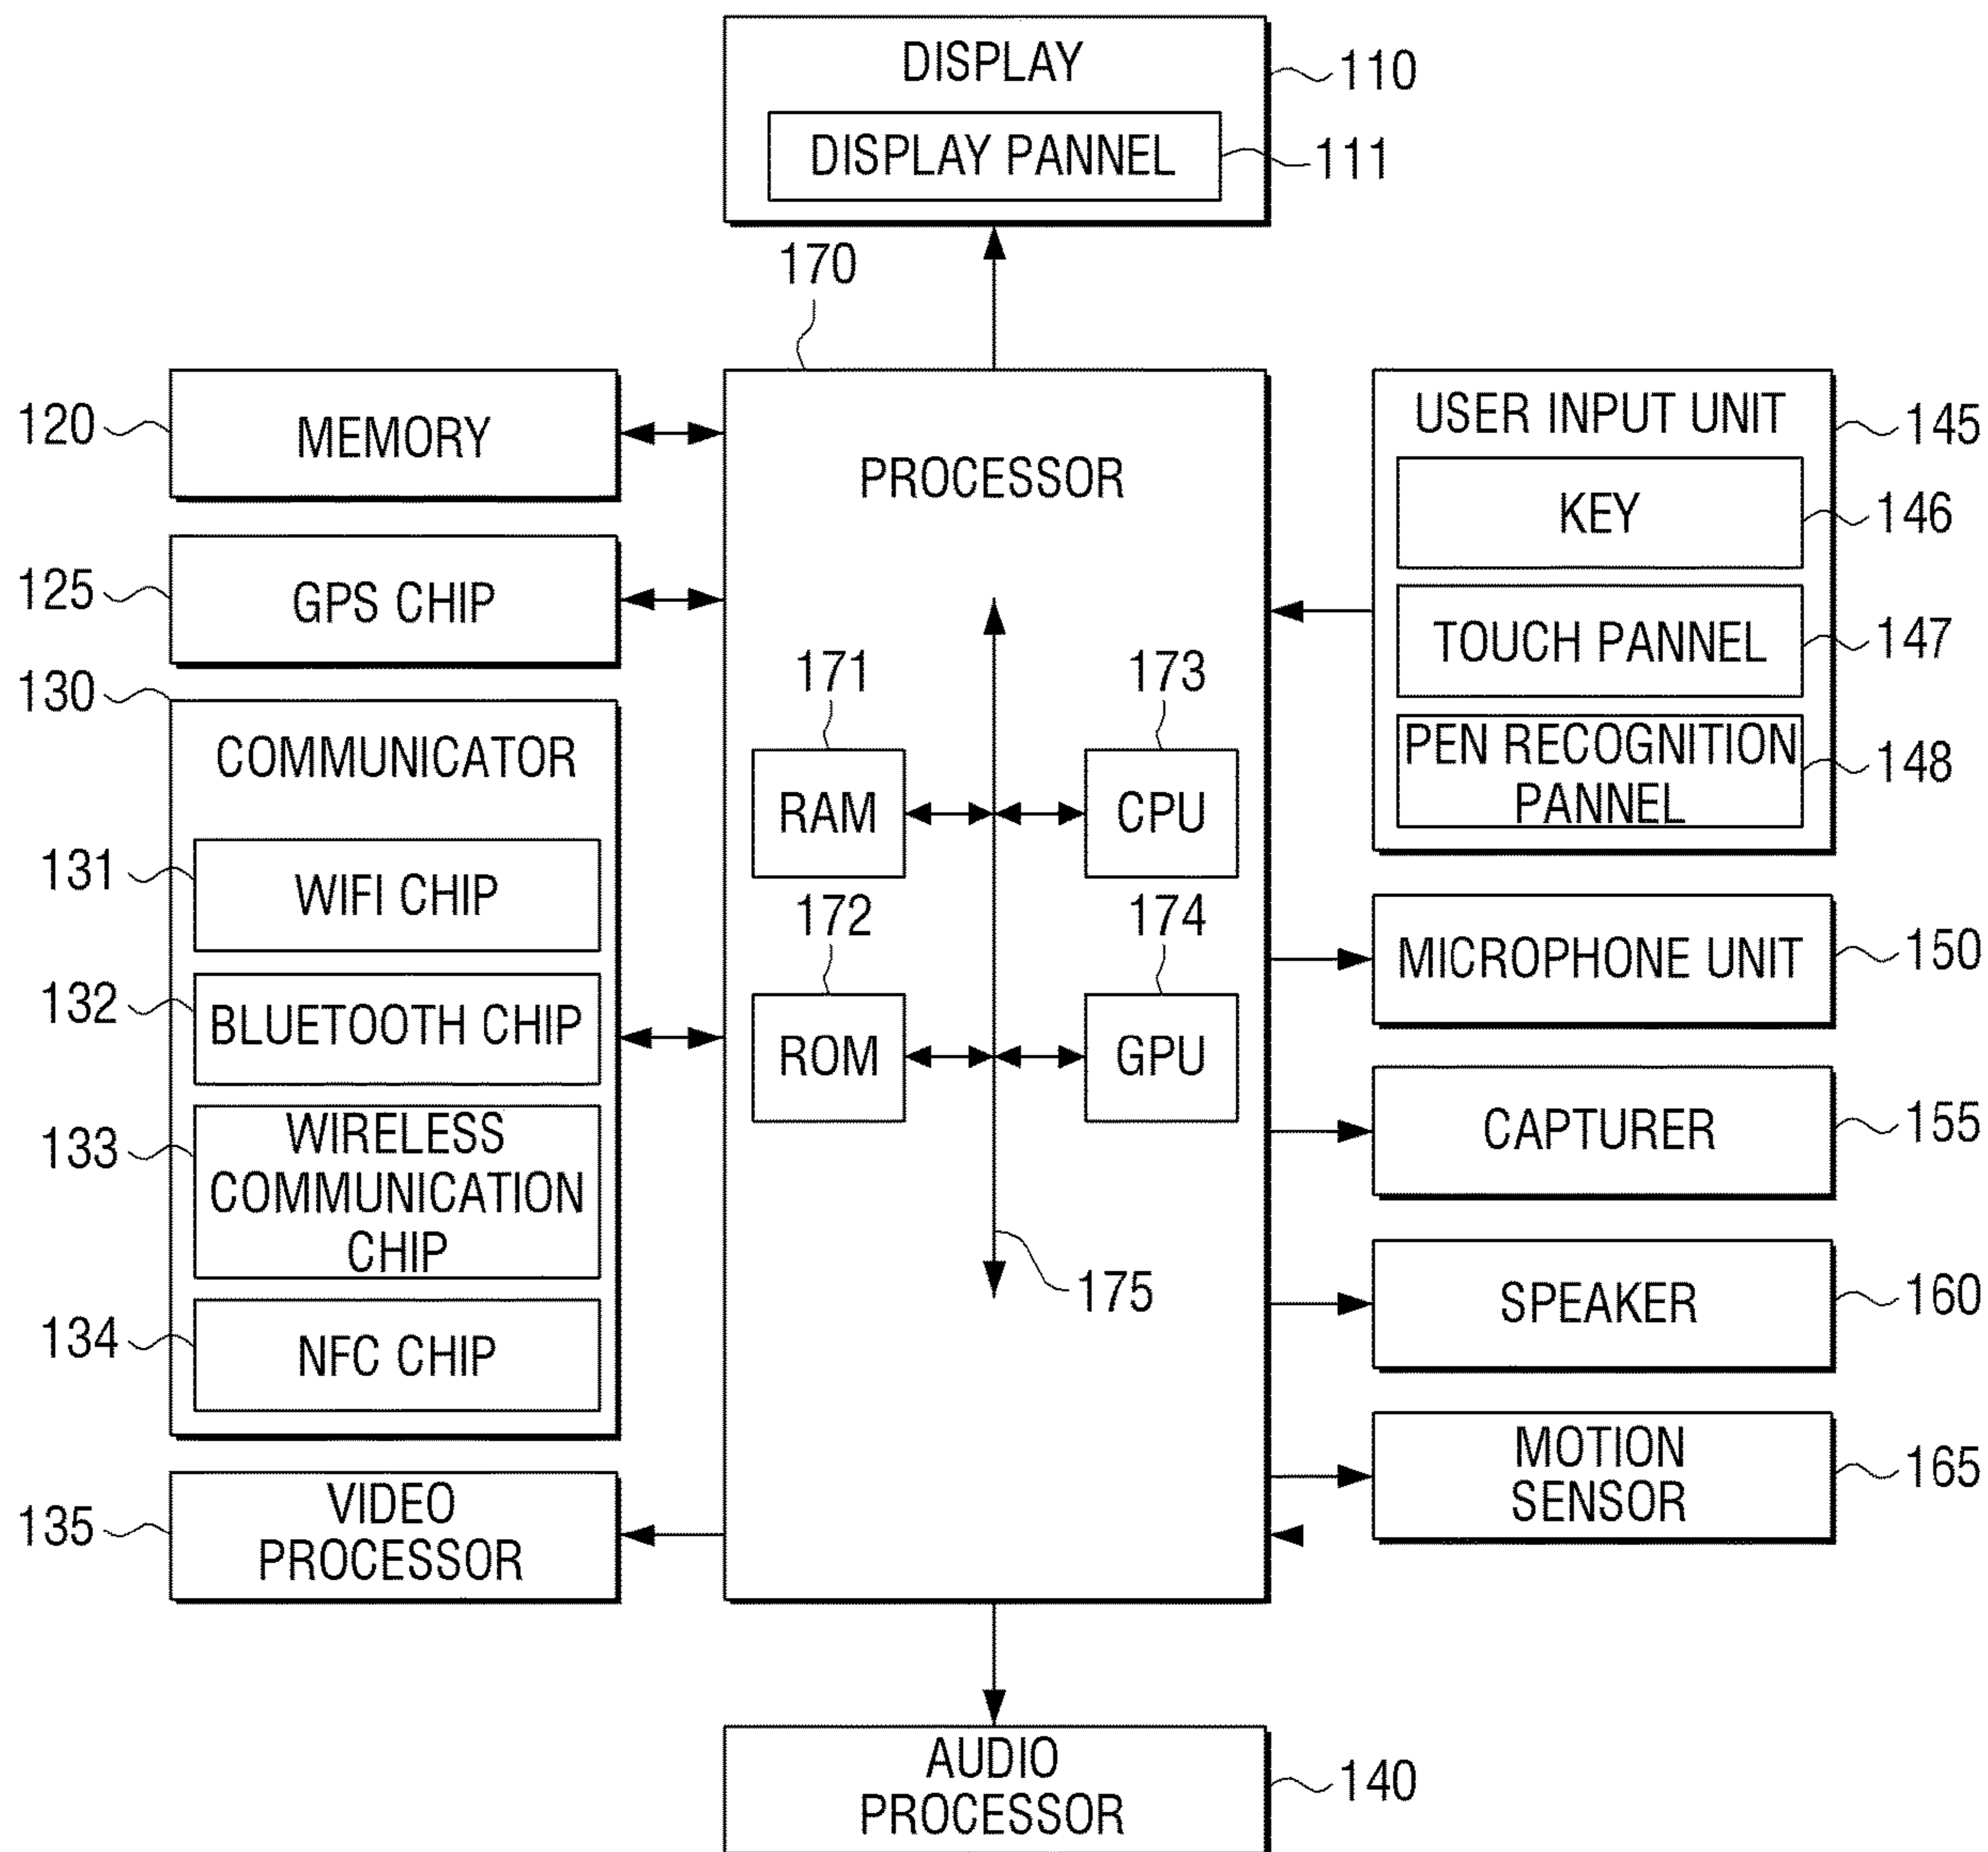 DISPLAY
110
DISPLAY PANNEL
111
170
120
MEMORY
125
GPS CHIP
130
COMMUNICATOR
131
WIFI CHIP
132
BLUETOOTH CHIP
133
WIRELESS
COMMUNICATION
CHIP
134
NFC CHIP
135
VIDEO
PROCESSOR
PROCESSOR
171
RAM
173
CPU
172
ROM
174
GPU
175
USER INPUT UNIT
145
KEY
146
TOUCH PANNEL
147
PEN RECOGNITION
PANNEL
148
MICROPHONE UNIT
150
CAPTURER
155
SPEAKER
160
MOTION
SENSOR
165
AUDIO
PROCESSOR
140